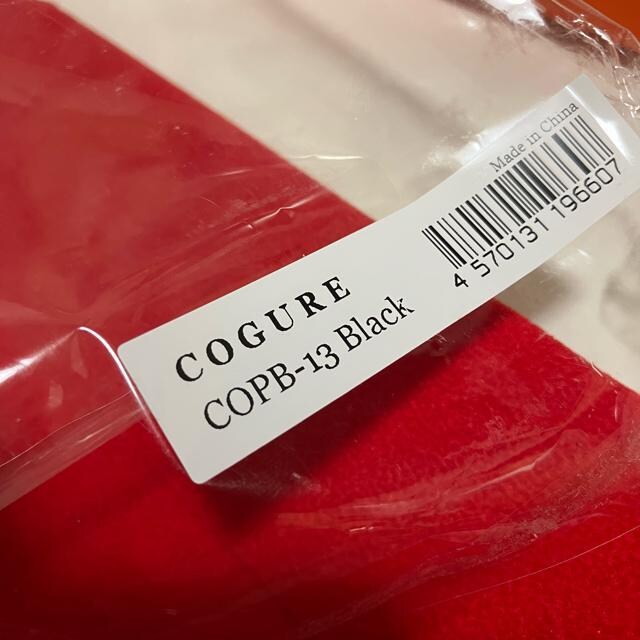 COGURE
COPB-13 Black
Made in China
4 570131 196607